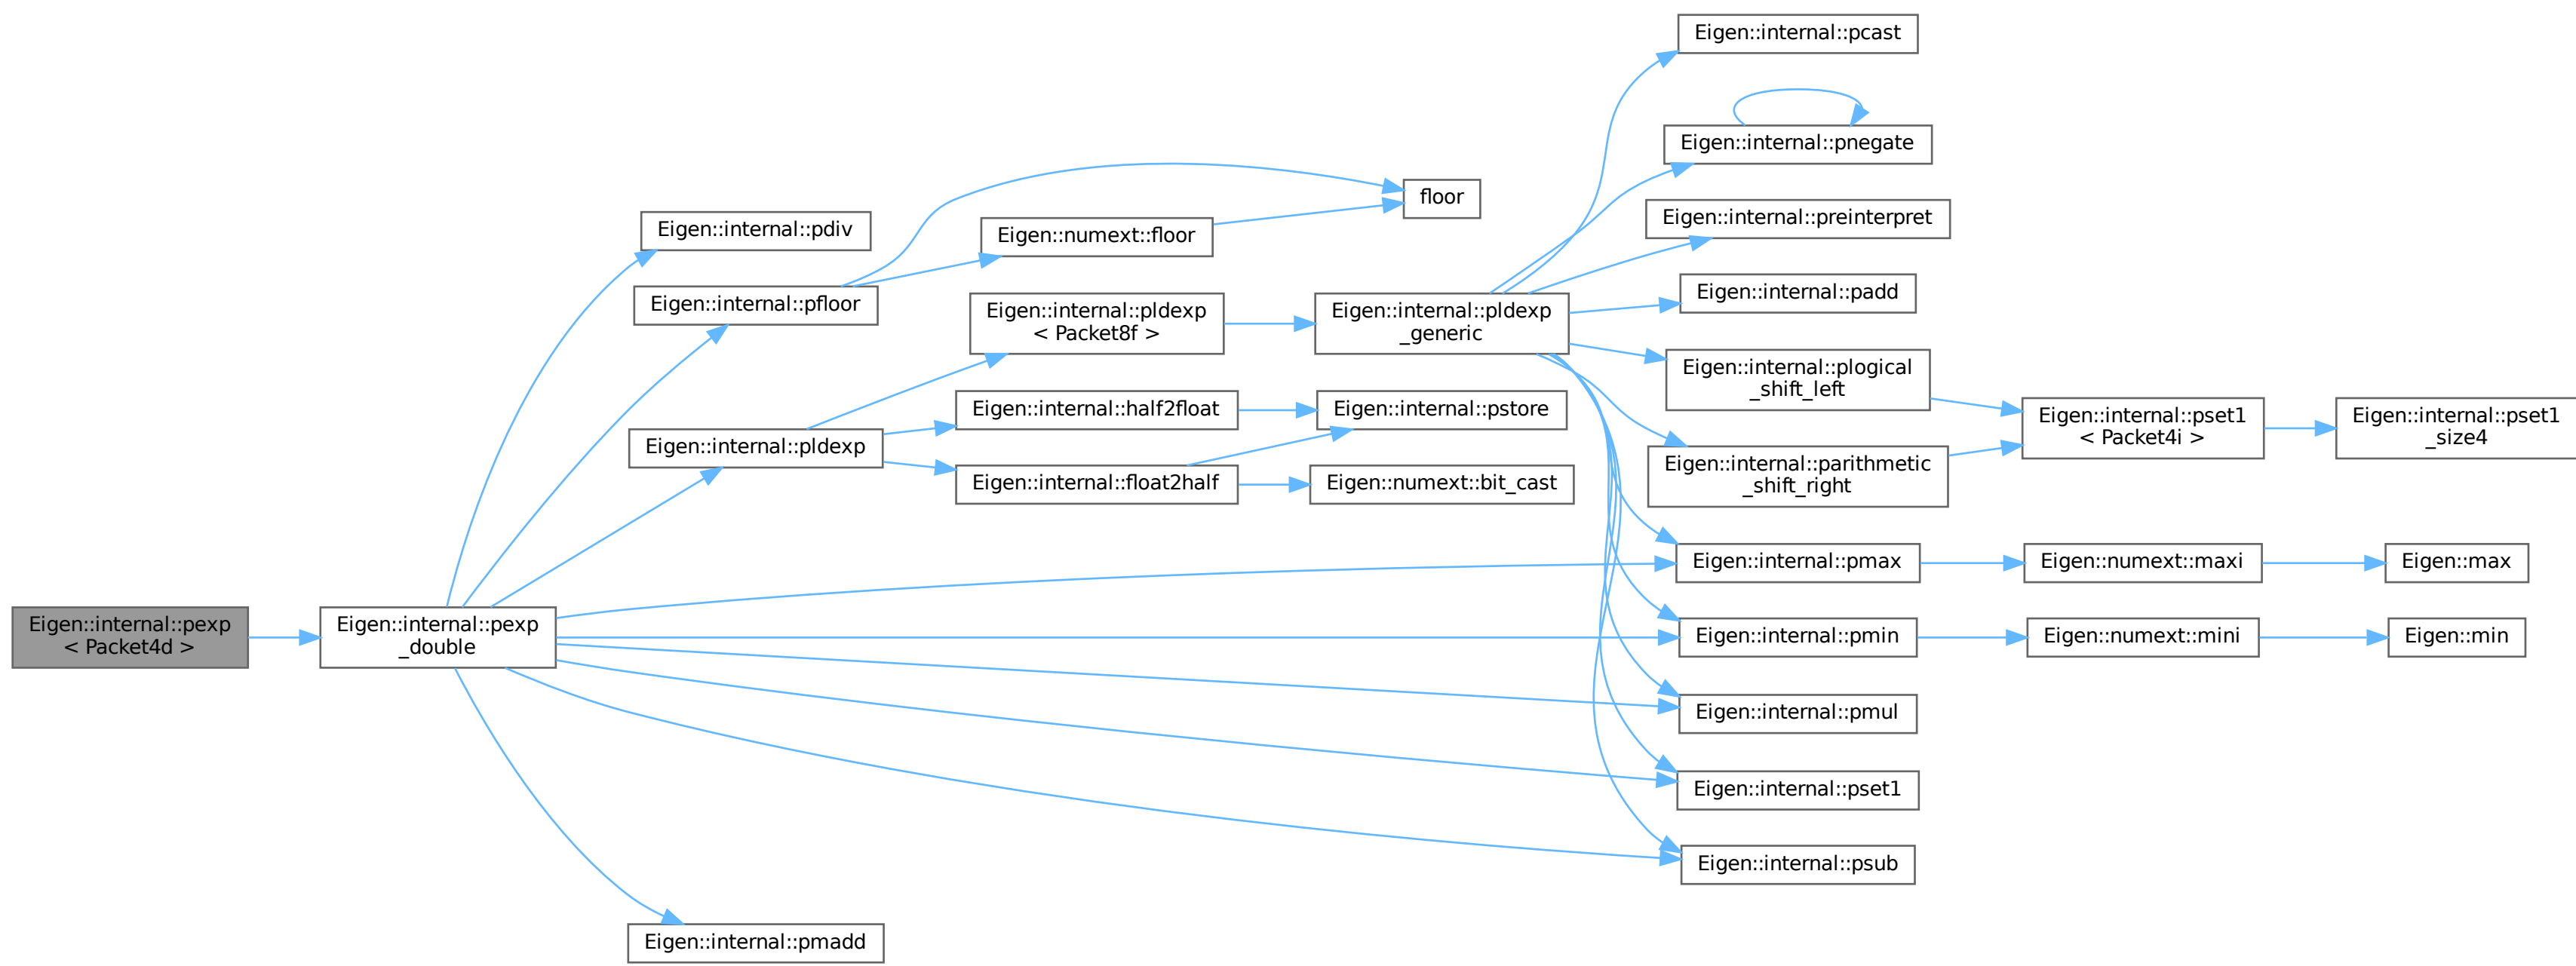 Eigen::internal::pexp
< Packet4d >
Eigen::internal::pexp
_double
Eigen::internal::pdiv
Eigen::internal::pfloor
Eigen::internal::pldexp
Eigen::internal::pmadd
Eigen::numext::floor
floor
Eigen::internal::pldexp
< Packet8f >
Eigen::internal::half2float
Eigen::internal::float2half
Eigen::internal::pldexp
_generic
Eigen::internal::pstore
Eigen::numext::bit_cast
Eigen::internal::pcast
Eigen::internal::pnegate
Eigen::internal::preinterpret
Eigen::internal::padd
Eigen::internal::plogical
_shift_left
Eigen::internal::parithmetic
_shift_right
Eigen::internal::pmax
Eigen::internal::pmin
Eigen::internal::pmul
Eigen::internal::pset1
Eigen::internal::psub
Eigen::internal::pset1
< Packet4i >
Eigen::internal::pset1
_size4
Eigen::numext::maxi
Eigen::max
Eigen::numext::mini
Eigen::min